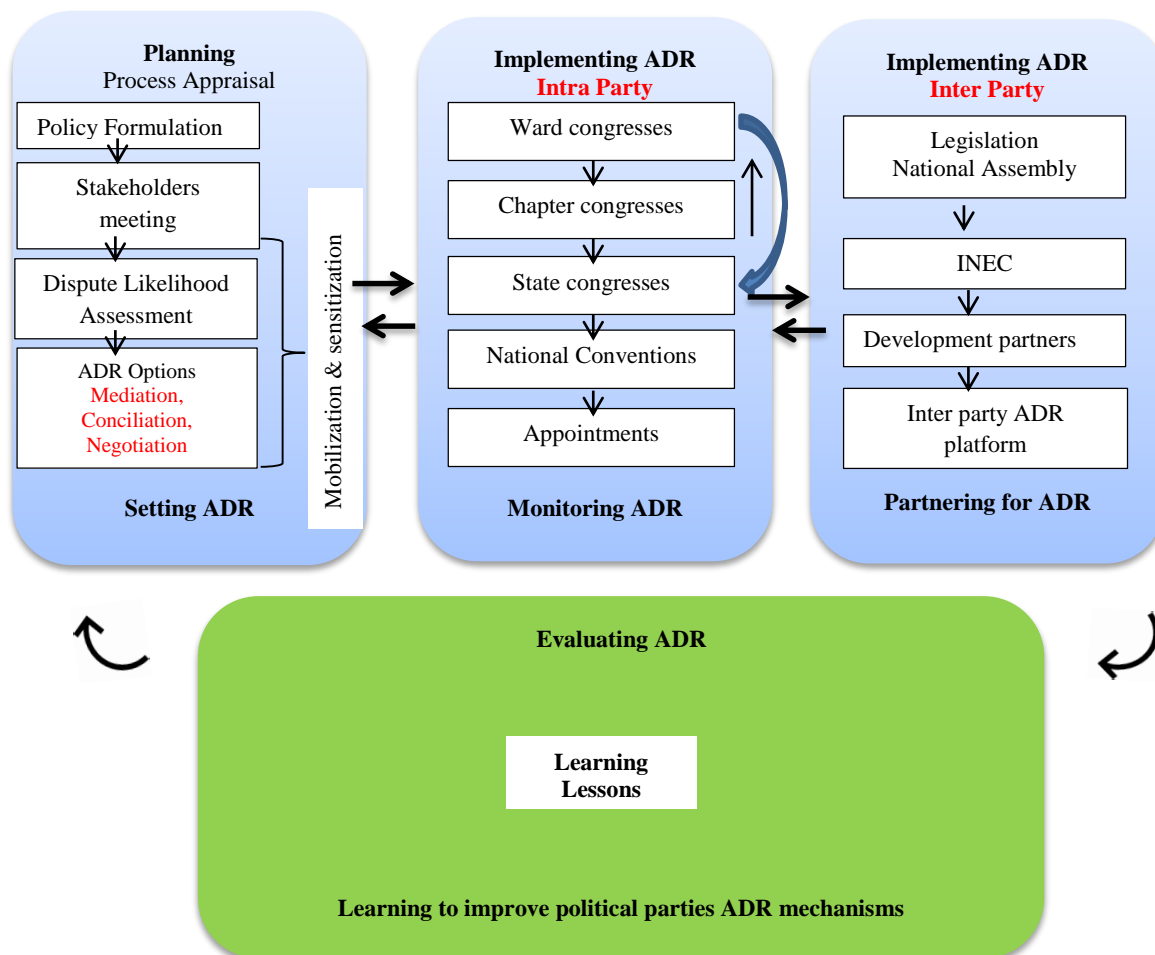 Planning
Process Appraisal
Policy Formulation
Stakeholders
meeting
Dispute Likelihood
Assessment
ADR Options
Mediation,
Conciliation,
Negotiation
Setting ADR
Mobilization & sensitization
Implementing ADR
Intra Party
Ward congresses
Chapter congresses
State congresses
National Conventions
Appointments
Monitoring ADR
Implementing ADR
Inter Party
Legislation
National Assembly
INEC
Development partners
Inter party ADR
platform
Partnering for ADR
Evaluating ADR
Learning
Lessons
Learning to improve political parties ADR mechanisms